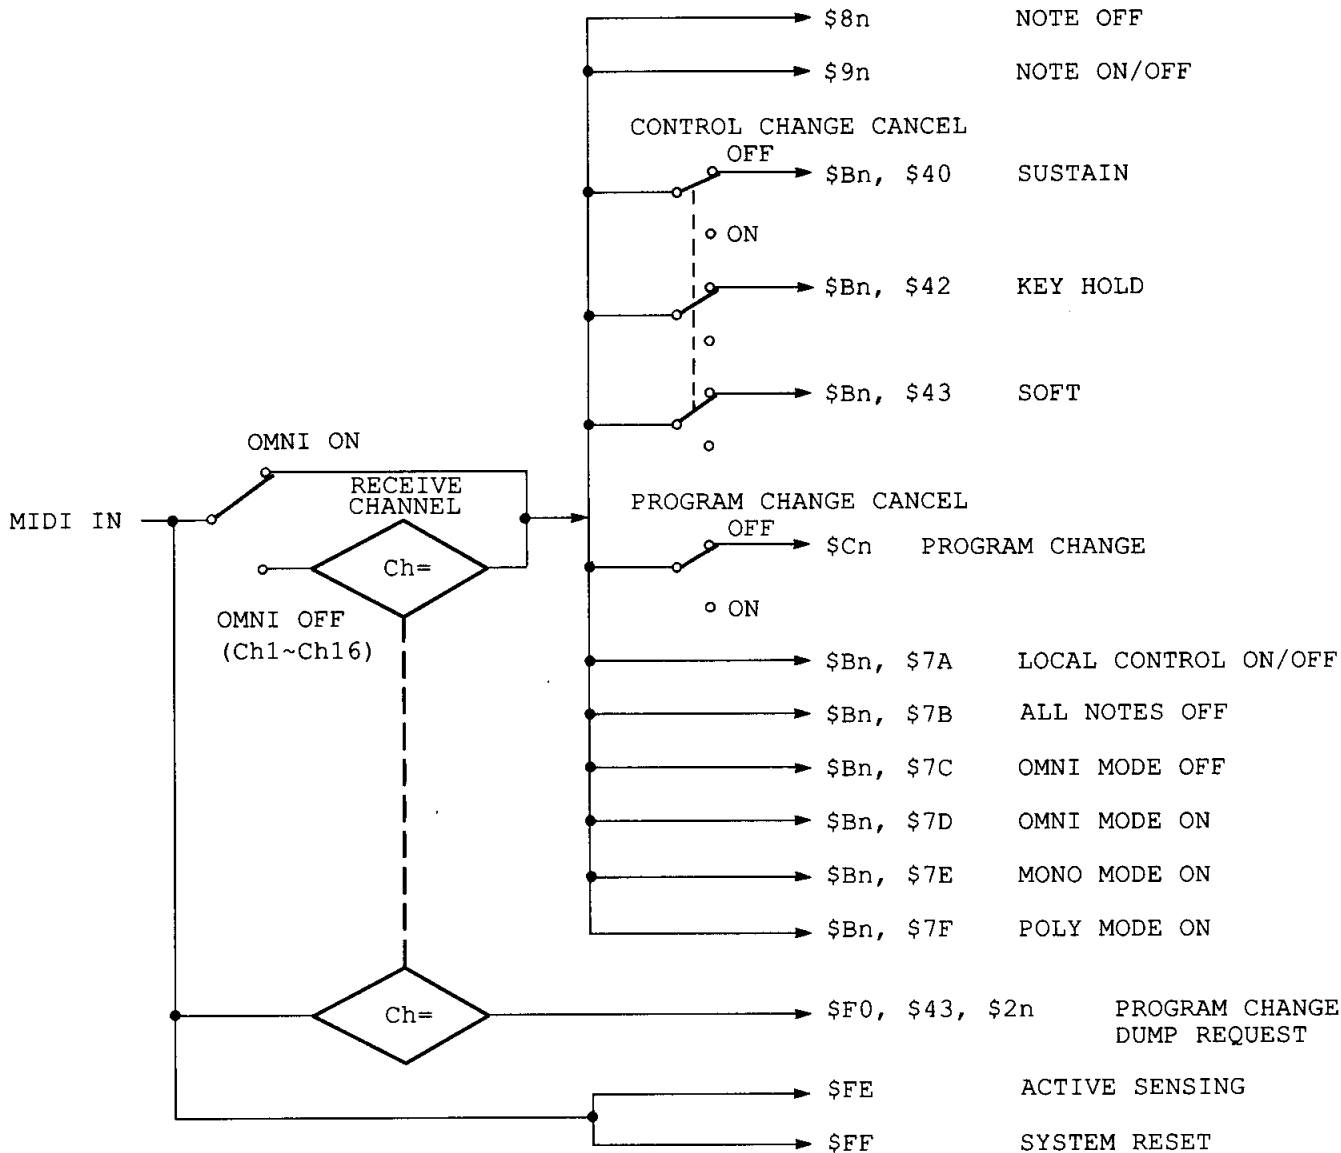 $8n NOTE OFF
$9n NOTE ON/OFF
CONTROL CHANGE CANCEL
OFF
$Bn, $40 SUSTAIN
ON
$Bn, $42 KEY HOLD
$Bn, $43 SOFT
OMNI ON
RECEIVE
CHANNEL
MIDI IN
Ch=
OMNI OFF
(Ch1~Ch16)
PROGRAM CHANGE CANCEL
OFF
$Cn PROGRAM CHANGE
ON
$Bn, $7A LOCAL CONTROL ON/OFF
$Bn, $7B ALL NOTES OFF
$Bn, $7C OMNI MODE OFF
$Bn, $7D OMNI MODE ON
$Bn, $7E MONO MODE ON
$Bn, $7F POLY MODE ON
Ch=
$F0, $43, $2n PROGRAM CHANGE
DUMP REQUEST
$FE ACTIVE SENSING
$FF SYSTEM RESET